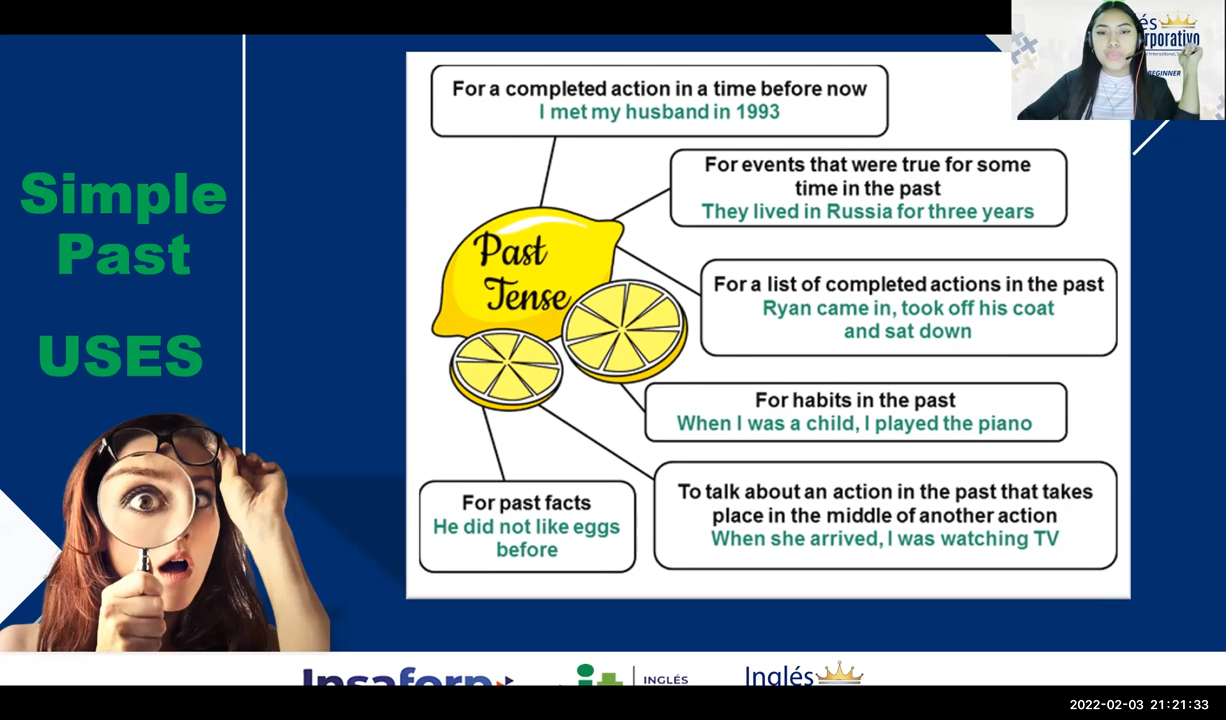 Simple
Past
USES
For a completed action in a time before now
I met my husband in 1993
For events that were true for some
time in the past
They lived in Russia for three years
Past
Tense
For a list of completed actions in the past
Ryan came in, took off his coat
and sat down
For habits in the past
When I was a child, I played the piano
To talk about an action in the past that takes
place in the middle of another action
When she arrived, I was watching TV
For past facts
He did not like eggs
before
és
rporativo
BEGINNER
Insaforp
it
INGLÉS
Inglés
2022-02-03 21:21:33